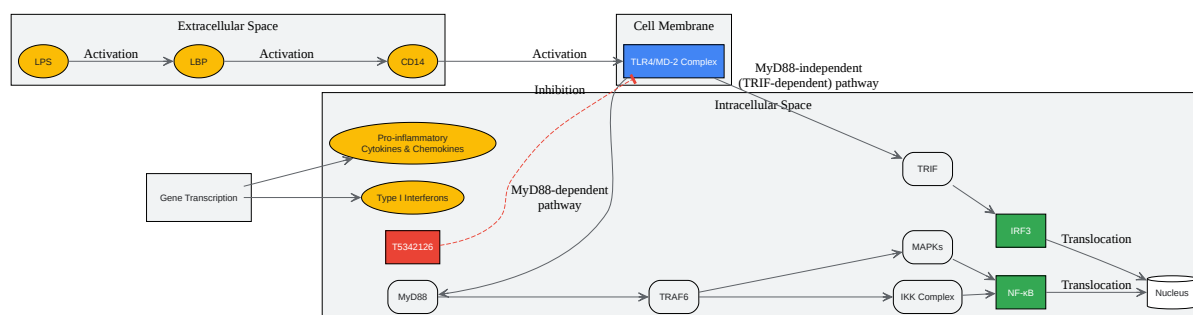 Extracellular Space
Cell Membrane
LPS
Activation
LBP
Activation
CD14
Activation
TLR4/MD-2 Complex
MyD88-independent
(TRIF-dependent) pathway
Inhibition
Intracellular Space
Pro-inflammatory
Cytokines & Chemokines
TRIF
Gene Transcription
Type I Interferons
MyD88-dependent
pathway
IRF3
T5342126
MAPKs
Translocation
MyD88
TRAF6
IKK Complex
NF-κB
Translocation
Nucleus